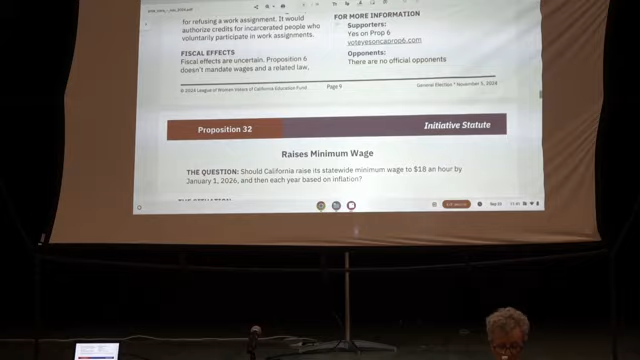 for refusing a work assignment. It would
authorize credits for incarcerated people who
voluntarily participate in work assignments.
FISCAL EFFECTS
Fiscal effects are uncertain. Proposition 6
doesn't mandate wages and a related law,
FOR MORE INFORMATION
Supporters:
Yes on Prop 6
voteyesoncaprop6.com
Opponents:
There are no official opponents
© 2024 League of Women Voters of California Education Fund
Page 9
General Election * November 5, 2024
Proposition 32
Initiative Statute
Raises Minimum Wage
THE QUESTION: Should California raise its statewide minimum wage to $18 an hour by
January 1, 2026, and then each year based on inflation?